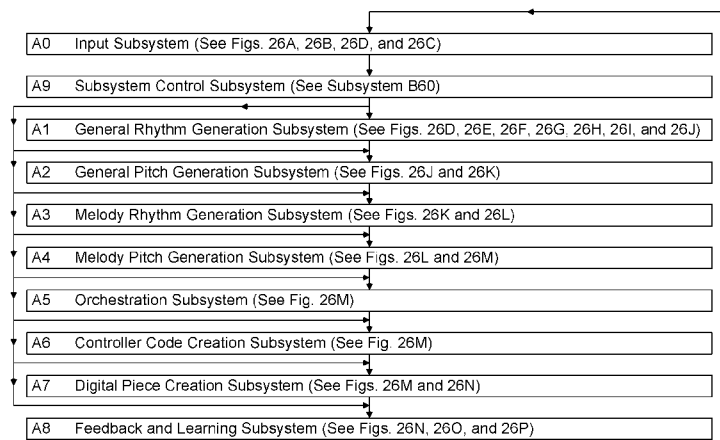 A0 Input Subsystem (See Figs. 26A, 26B, 26D, and 26C)
A9 Subsystem Control Subsystem (See Subsystem B60)
A1 General Rhythm Generation Subsystem (See Figs. 26D, 26E, 26F, 26G, 26H, 26I, and 26J)
A2 General Pitch Generation Subsystem (See Figs. 26J and 26K)
A3 Melody Rhythm Generation Subsystem (See Figs. 26K and 26L)
A4 Melody Pitch Generation Subsystem (See Figs. 26L and 26M)
A5 Orchestration Subsystem (See Fig. 26M)
A6 Controller Code Creation Subsystem (See Fig. 26M)
A7 Digital Piece Creation Subsystem (See Figs. 26M and 26N)
A8 Feedback and Learning Subsystem (See Figs. 26N, 26O, and 26P)